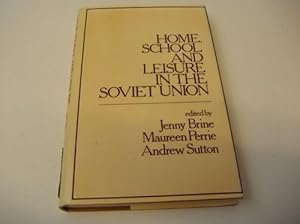 HOME,
SCHOOL
AND
LEISURE
IN THE
SOVIET UNION
edited by
Jenny Brine
Maureen Perrie
Andrew Sutton